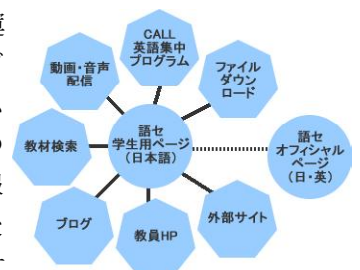 CALL
英語集中
プログラム
動画・音声
配信
ファイル
ダウン
ロード
教材検索
語セ
学生用ページ
(日本語)
語セ
オフィシャル
ページ
(日・英)
ブログ
教員HP
外部サイト